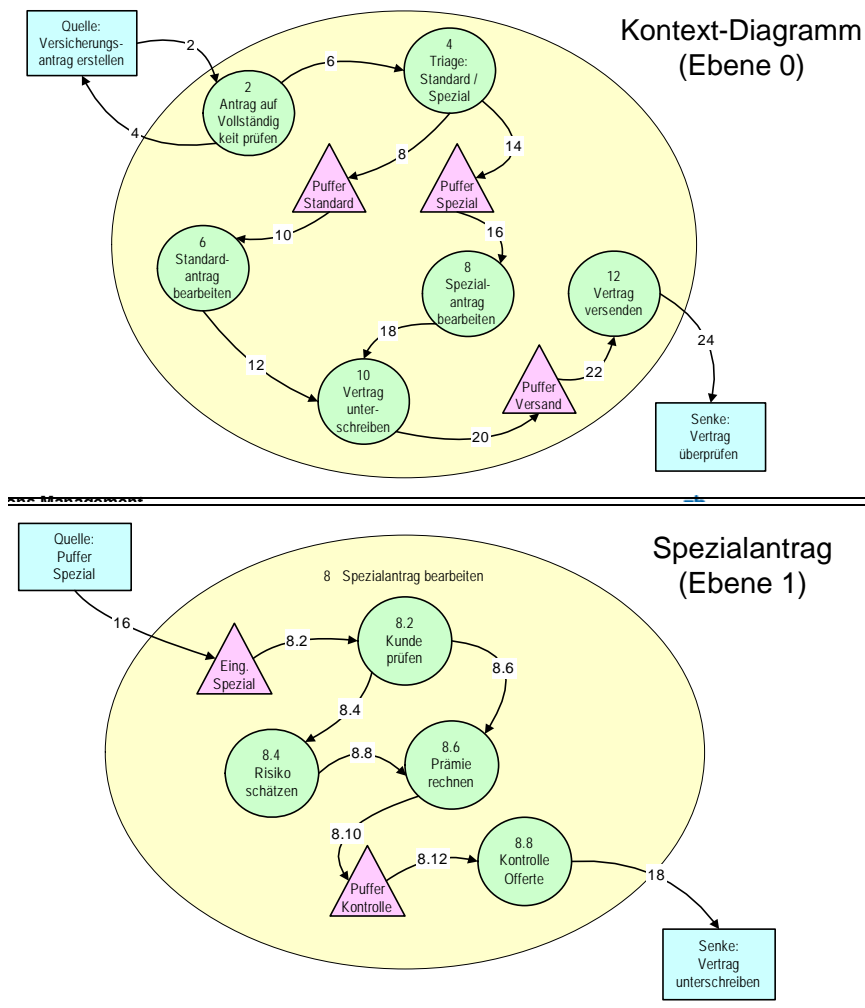 Kontext-Diagramm
(Ebene 0)
Quelle:
Versicherungs-
antrag erstellen
2
4
2
Antrag auf
Vollständig
keit prüfen
6
4
Triage:
Standard /
Spezial
8
14
Puffer
Standard
Puffer
Spezial
10
16
6
Standard-
antrag
bearbeiten
8
Spezial-
antrag
bearbeiten
12
Vertrag
versenden
18
12
10
Vertrag
unter-
schreiben
20
Puffer
Versand
22
24
Senke:
Vertrag
überprüfen
Spezialantrag
(Ebene 1)
Quelle:
Puffer
Spezial
16
8 Spezialantrag bearbeiten
Eing.
Spezial
8.2
8.2
Kunde
prüfen
8.4
8.6
8.4
Risiko
schätzen
8.8
8.6
Prämie
rechnen
8.10
Puffer
Kontrolle
8.12
8.8
Kontrolle
Offerte
18
Senke:
Vertrag
unterschreiben